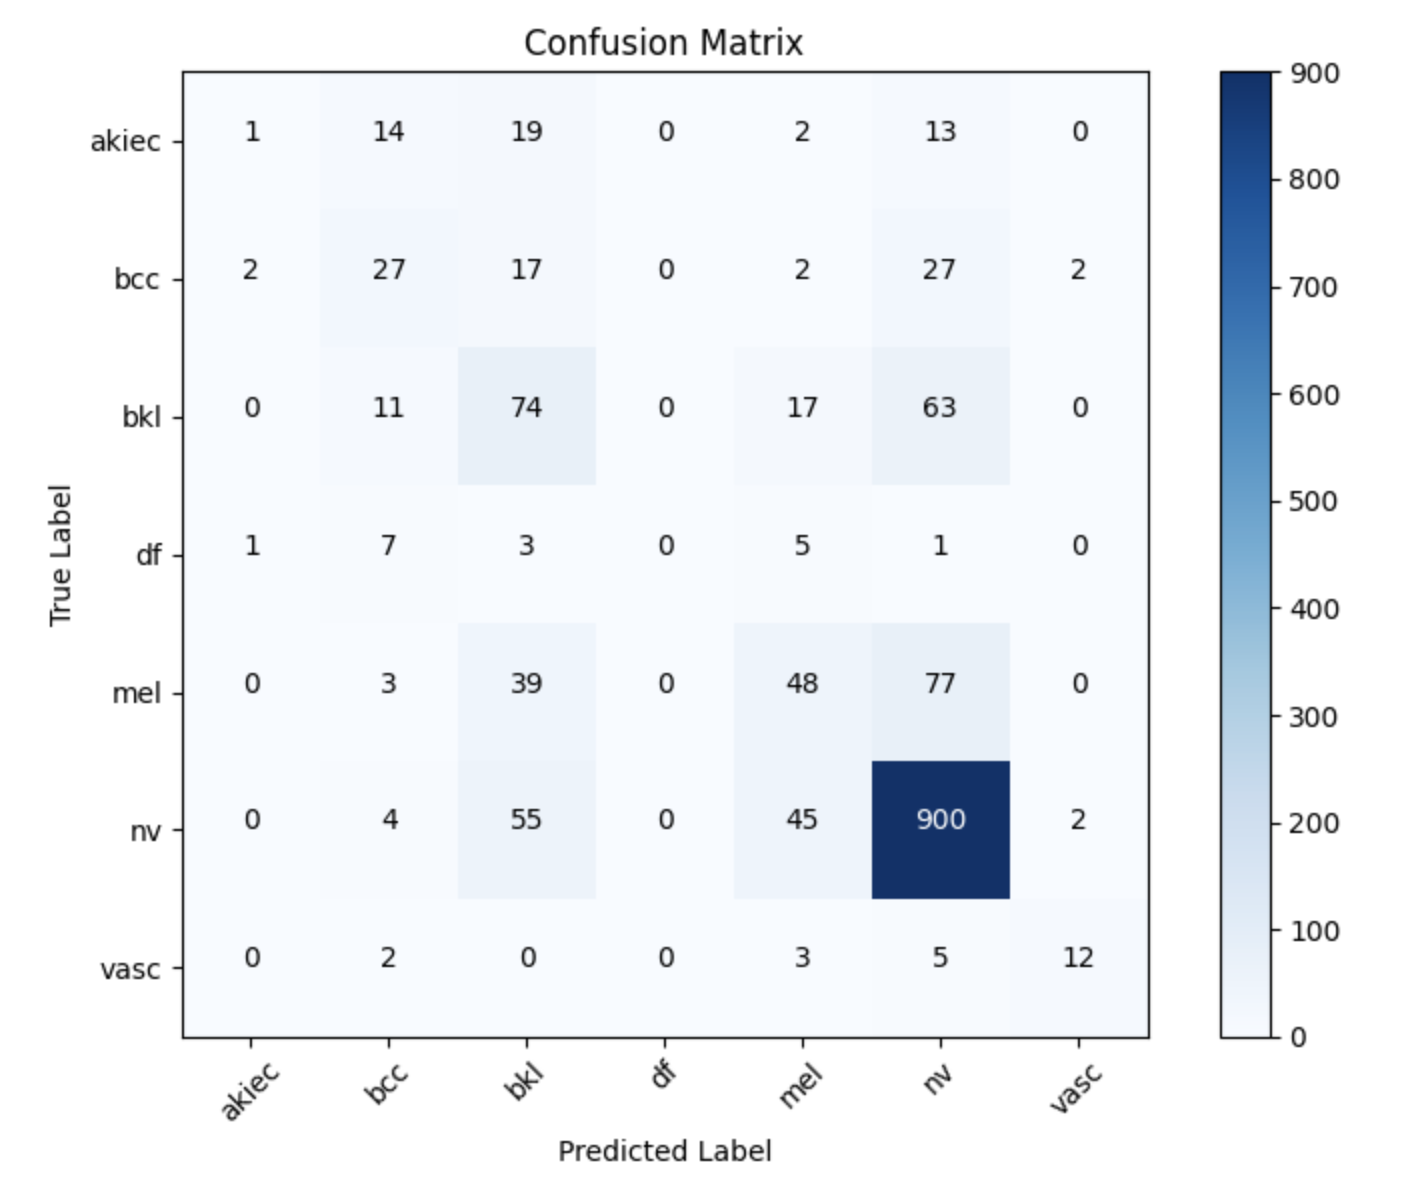 Confusion Matrix
akiec 1 14 19 0 2 13 0
bcc 2 27 17 0 2 27 2
bkl 0 11 74 0 17 63 0
df 1 7 3 0 5 1 0
mel 0 3 39 0 48 77 0
nv 0 4 55 0 45 900 2
vasc 0 2 0 0 3 5 12
akiec bcc bkl df mel nv vasc
True Label
Predicted Label
900
800
700
600
500
400
300
200
100
0